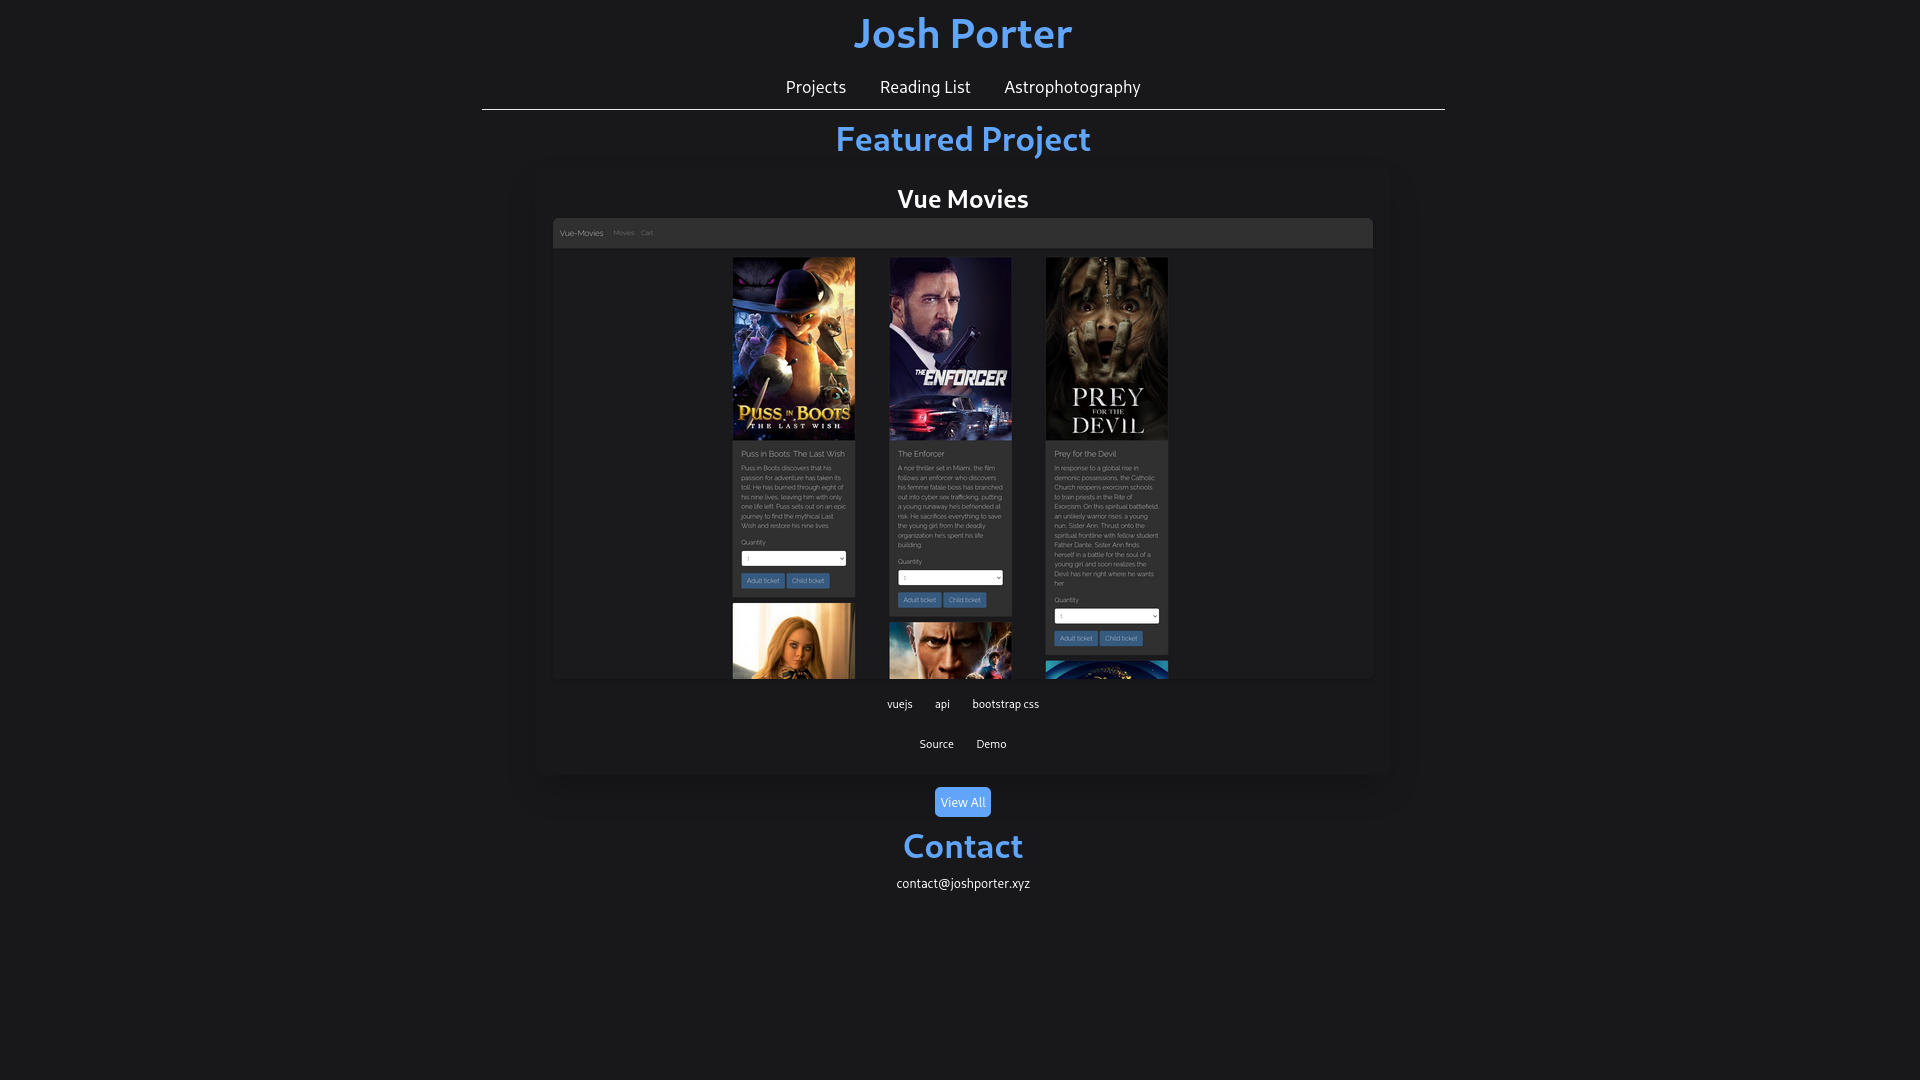 Josh Porter
Projects Reading List Astrophotography
Featured Project
Vue Movies
Vue-Movies Movies Cart
PUSS IN BOOTS
THE LAST WISH
Puss in Boots: The Last Wish
Puss in Boots discovers that his
passion for adventure has taken its
toll: He has burned through eight of
his nine lives, leaving him with only
one life left. Puss sets out on an epic
journey to find the mythical Last
Wish and restore his nine lives.
Quantity
1
Adult ticket Child ticket
THE ENFORCER
The Enforcer
A noir thriller set in Miami, the film
follows an enforcer who discovers
his femme fatale boss has branched
out into cyber sex trafficking, putting
a young runaway he's befriended at
risk. He sacrifices everything to save
the young girl from the deadly
organization he's spent his life
building.
Quantity
1
Adult ticket Child ticket
PREY
FOR THE
DEVIL
Prey for the Devil
In response to a global rise in
demonic possessions, the Catholic
Church reopens exorcism schools
to train priests in the Rite of
Exorcism. On this spiritual battlefield,
an unlikely warrior rises: a young
nun, Sister Ann. Thrust onto the
spiritual frontline with fellow student
Father Dante, Sister Ann finds
herself in a battle for the soul of a
young girl and soon realizes the
Devil has her right where he wants
her.
Quantity
1
Adult ticket Child ticket
vuejs api bootstrap css
Source Demo
View All
Contact
contact@joshporter.xyz